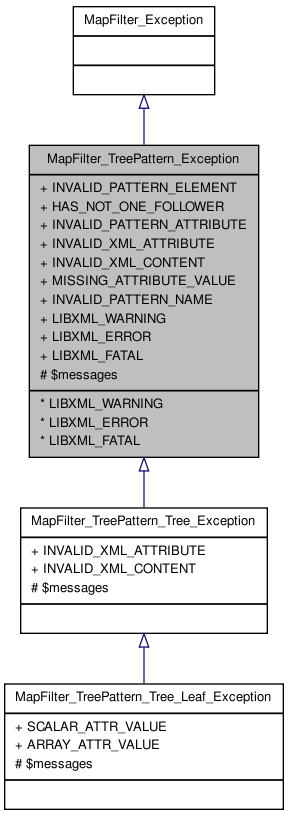 MapFilter_Exception
MapFilter_TreePattern_Exception
+ INVALID_PATTERN_ELEMENT
+ HAS_NOT_ONE_FOLLOWER
+ INVALID_PATTERN_ATTRIBUTE
+ INVALID_XML_ATTRIBUTE
+ INVALID_XML_CONTENT
+ MISSING_ATTRIBUTE_VALUE
+ INVALID_PATTERN_NAME
+ LIBXML_WARNING
+ LIBXML_ERROR
+ LIBXML_FATAL
# $messages
* LIBXML_WARNING
* LIBXML_ERROR
* LIBXML_FATAL
MapFilter_TreePattern_Tree_Exception
+ INVALID_XML_ATTRIBUTE
+ INVALID_XML_CONTENT
# $messages
MapFilter_TreePattern_Tree_Leaf_Exception
+ SCALAR_ATTR_VALUE
+ ARRAY_ATTR_VALUE
# $messages